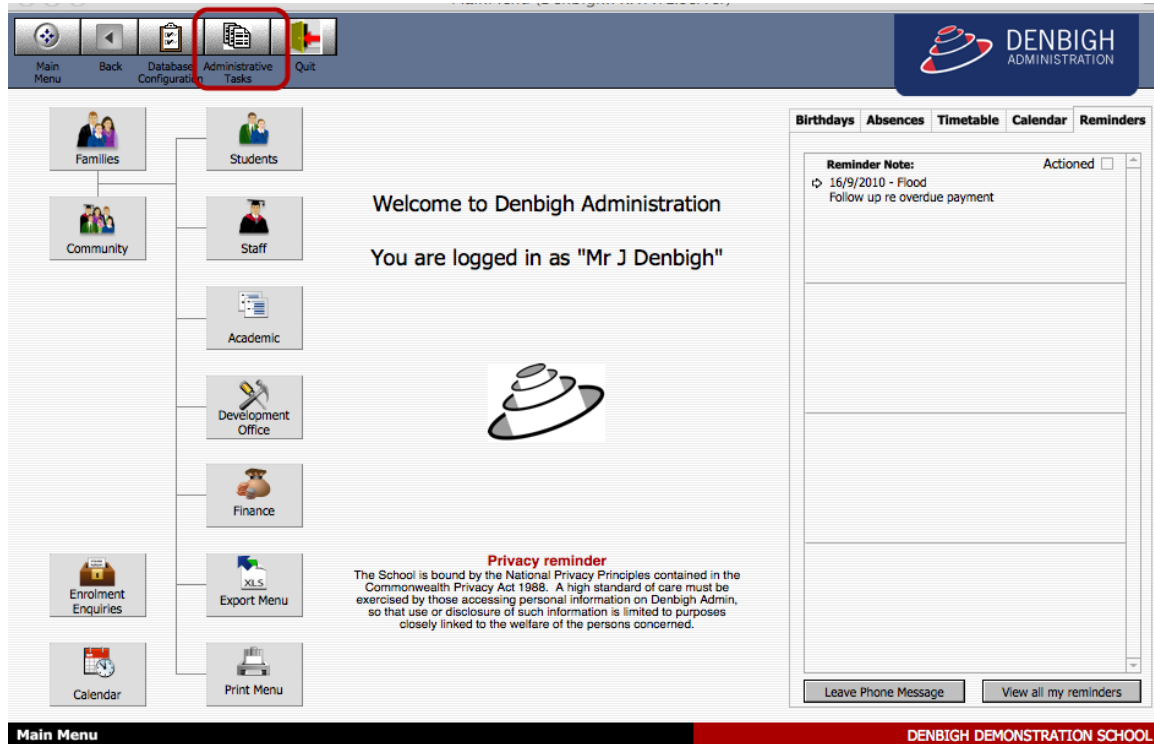 Main
Menu
Back
Database
Configuration
Administrative
Tasks
Quit
DENBIGH
ADMINISTRATION
Families
Students
Community
Staff
Academic
Development
Office
Finance
Enrolment
Enquiries
XLS
Export Menu
Calendar
Print Menu
Welcome to Denbigh Administration
You are logged in as "Mr J Denbigh"
Privacy reminder
The School is bound by the National Privacy Principles contained in the
Commonwealth Privacy Act 1988. A high standard of care must be
exercised by those accessing personal information on Denbigh Admin,
so that use or disclosure of such information is limited to purposes
closely linked to the welfare of the persons concerned.
Birthdays Absences Timetable Calendar Reminders
Reminder Note: Actioned
16/9/2010 - Flood
Follow up re overdue payment
Leave Phone Message View all my reminders
Main Menu DENBIGH DEMONSTRATION SCHOOL